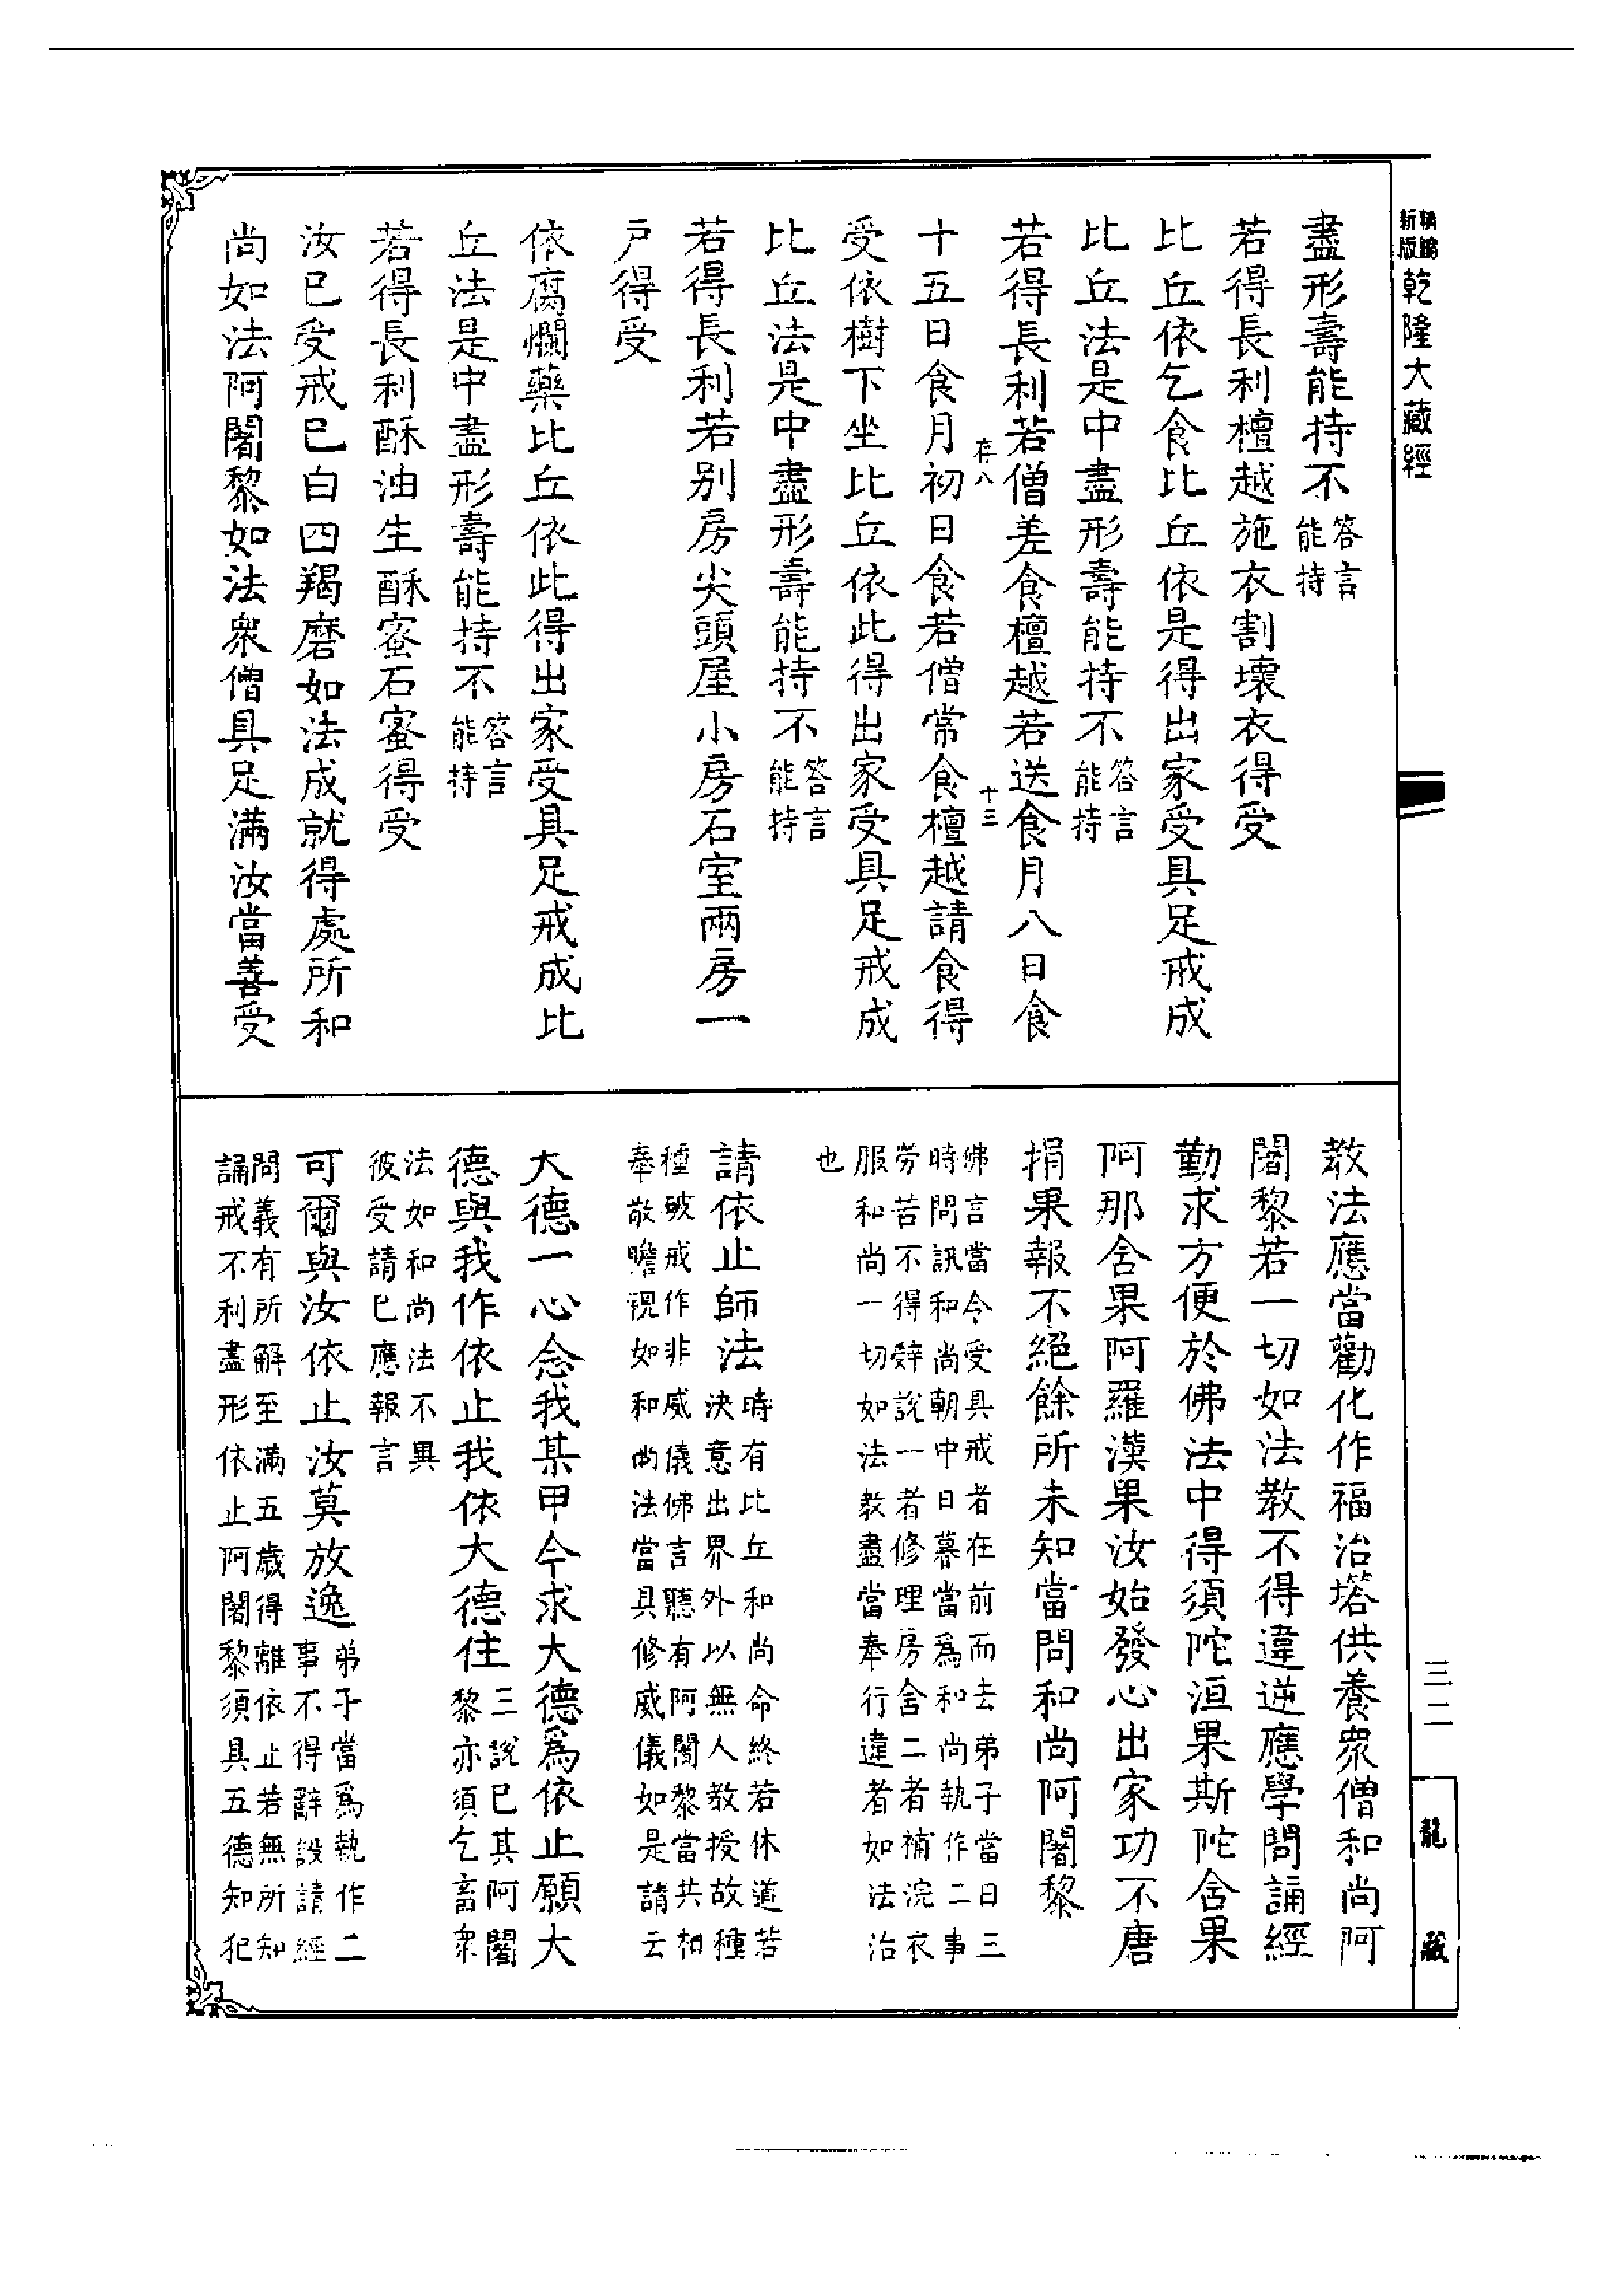 新版精縮乾隆大藏經
三二
龍藏
盡形壽能持不答言能持
若得長利檀越施衣割壞衣得受
比丘依乞食比丘依是得出家受具足戒成
比丘法是中盡形壽能持不答言能持
若得長利若僧差食檀越若送食月八日食
存八 十三
十五日食月初日食若僧常食檀越請食得
受依樹下坐比丘依此得出家受具足戒成
比丘法是中盡形壽能持不答言能持
若得長利若別房尖頭屋小房石室兩房一
戶得受
依腐爛藥比丘依此得出家受具足戒成比
丘法是中盡形壽能持不答言能持
若得長利酥油生酥蜜石蜜得受
汝已受戒已白四羯磨如法成就得處所和
尚如法阿闍黎如法眾僧具足滿汝當善受
教法應當勸化作福治塔供養眾僧和尚阿
闍黎若一切如法教不得違逆應學問誦經
勤求方便於佛法中得須陀洹果斯陀含果
阿那含果阿羅漢果汝始發心出家功不唐
捐果報不絕餘所未知當問和尚阿闍黎
佛言當令受具戒者在前而去弟子當日三
時問訊和尚朝中日暮當為和尚執作二事
勞苦不得辭說一者修理房舍二者補浣衣
服和尚一切如法教盡當奉行違者如法治
也
請依止師法時有比丘和尚命終若休道若
決意出界外以無人教授故種
種破戒作非威儀佛言聽有阿闍黎當共相
奉敬瞻視如和尚法當具修威儀如是請云
大德一心念我某甲今求大德為依止願大
德與我作依止我依大德住三說已其阿闍
黎亦須乞畜眾
法如和尚法不異
彼受請已應報言
可爾與汝依止汝莫放逸弟子當為執作二
事不得辭設請經
問義有所解至滿五歲得離依止若無所知
誦戒不利盡形依止阿闍黎須具五德知犯